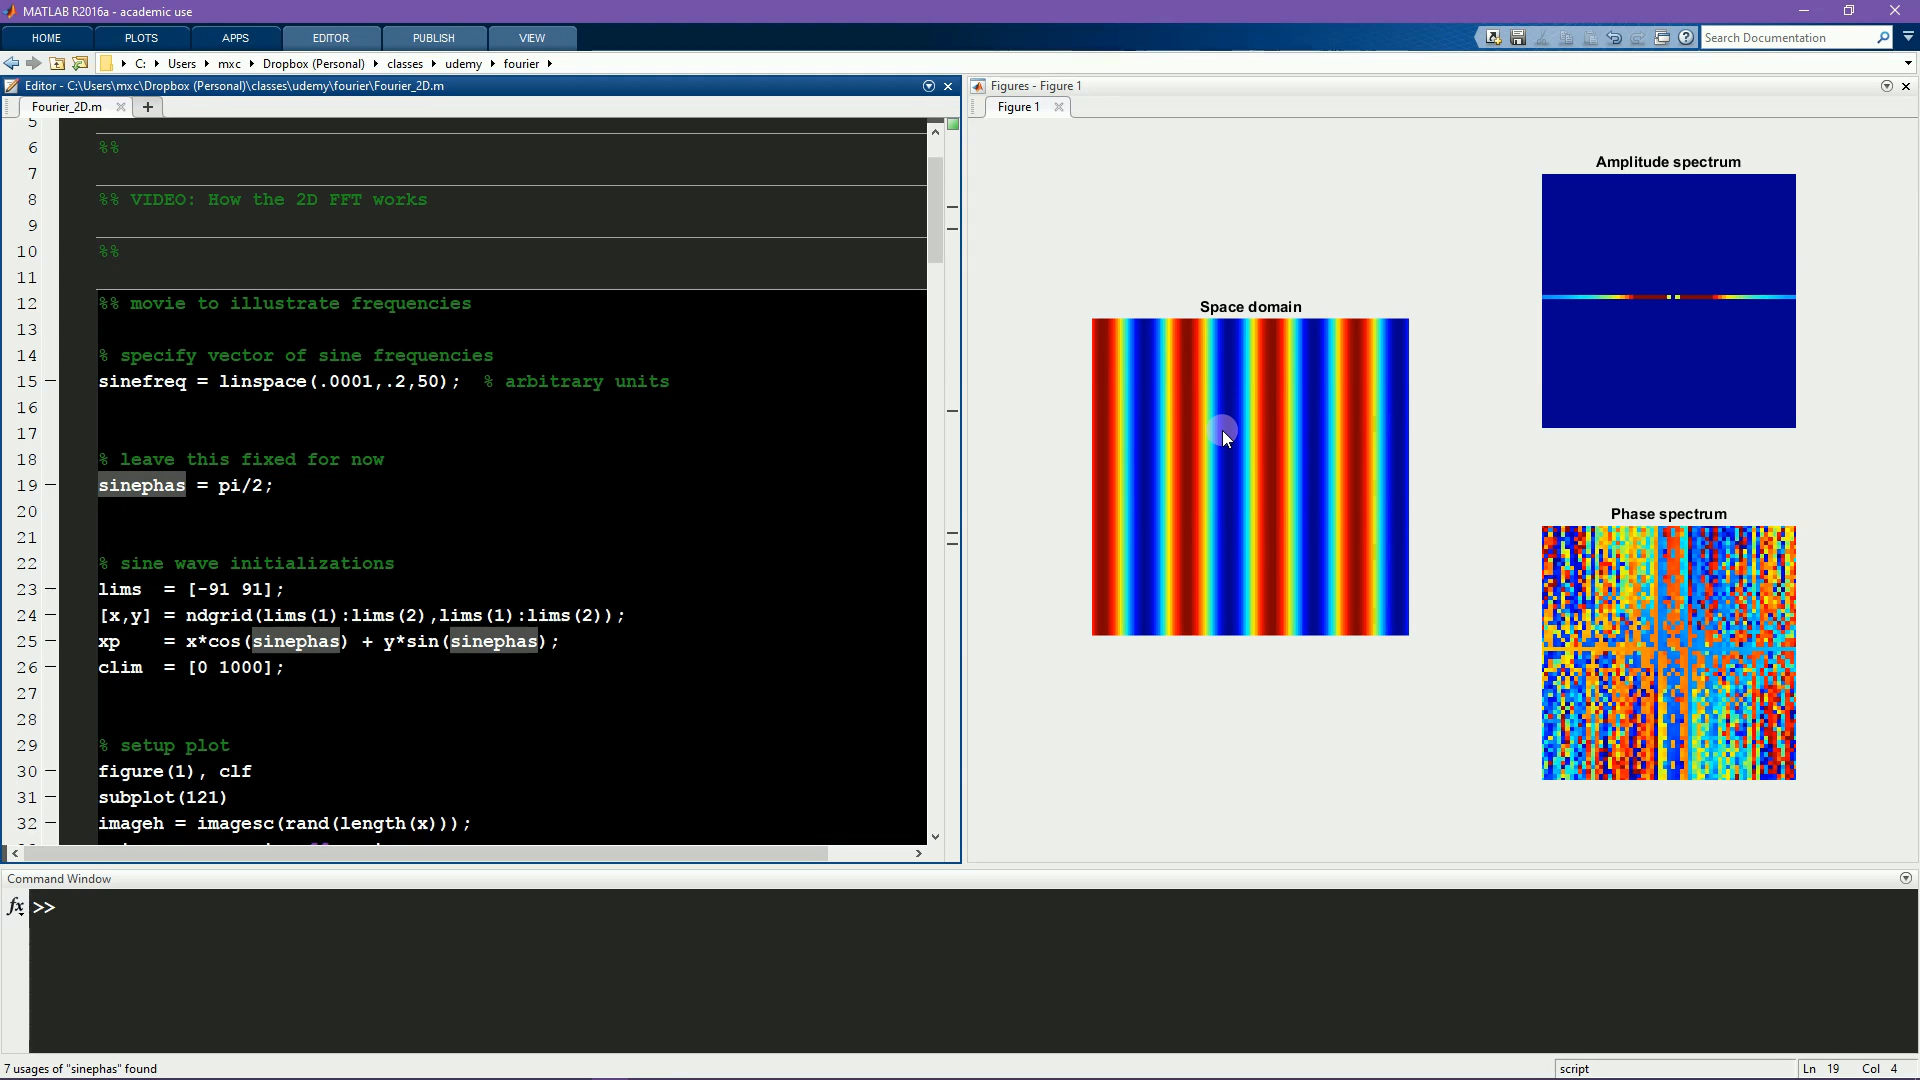 MATLAB R2016a - academic use
HOME PLOTS APPS EDITOR PUBLISH VIEW Search Documentation
C: Users mxc Dropbox (Personal) classes udemy fourier
Editor - C:\Users\mxc\Dropbox (Personal)\classes\udemy\fourier\Fourier_2D.m
Fourier_2D.m
5
6 %%
7
8 %% VIDEO: How the 2D FFT works
9
10 %%
11
12 %% movie to illustrate frequencies
13
14 % specify vector of sine frequencies
15 sinefreq = linspace(.0001,.2,50); % arbitrary units
16
17
18 % leave this fixed for now
19 sinephas = pi/2;
20
21
22 % sine wave initializations
23 lims = [-91 91];
24 [x,y] = ndgrid(lims(1):lims(2),lims(1):lims(2));
25 xp = x*cos(sinephas) + y*sin(sinephas);
26 clim = [0 1000];
27
28
29 % setup plot
30 figure(1), clf
31 subplot(121)
32 imageh = imagesc(rand(length(x)));
Figures - Figure 1
Figure 1
Space domain
Amplitude spectrum
Phase spectrum
Command Window
fx >>
7 usages of "sinephas" found
script
Ln 19 Col 4